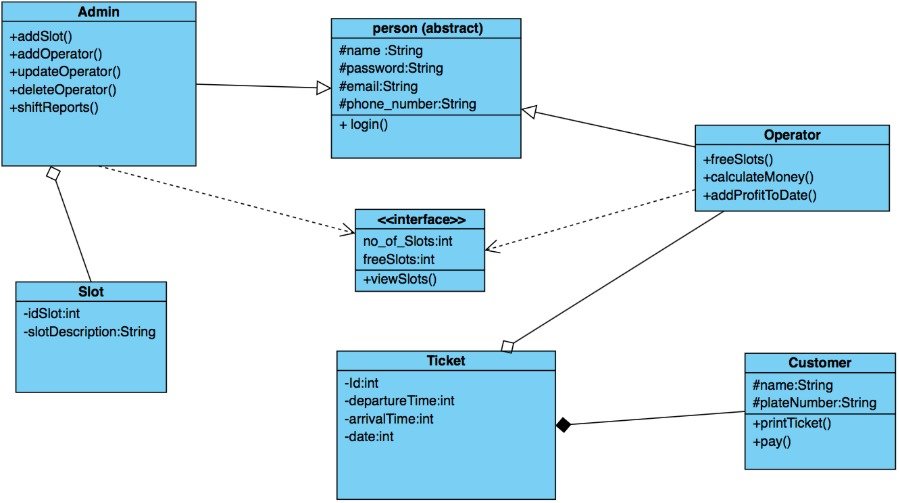 Admin
+addSlot()
+addOperator()
+updateOperator()
+deleteOperator()
+shiftReports()
person (abstract)
#name :String
#password:String
#email:String
#phone_number:String
+ login()
Operator
+freeSlots()
+calculateMoney()
+addProfitToDate()
<<interface>>
no_of_Slots:int
freeSlots:int
+viewSlots()
Slot
-idSlot:int
-slotDescription:String
Ticket
-Id:int
-departureTime:int
-arrivalTime:int
-date:int
Customer
#name:String
#plateNumber:String
+printTicket()
+pay()